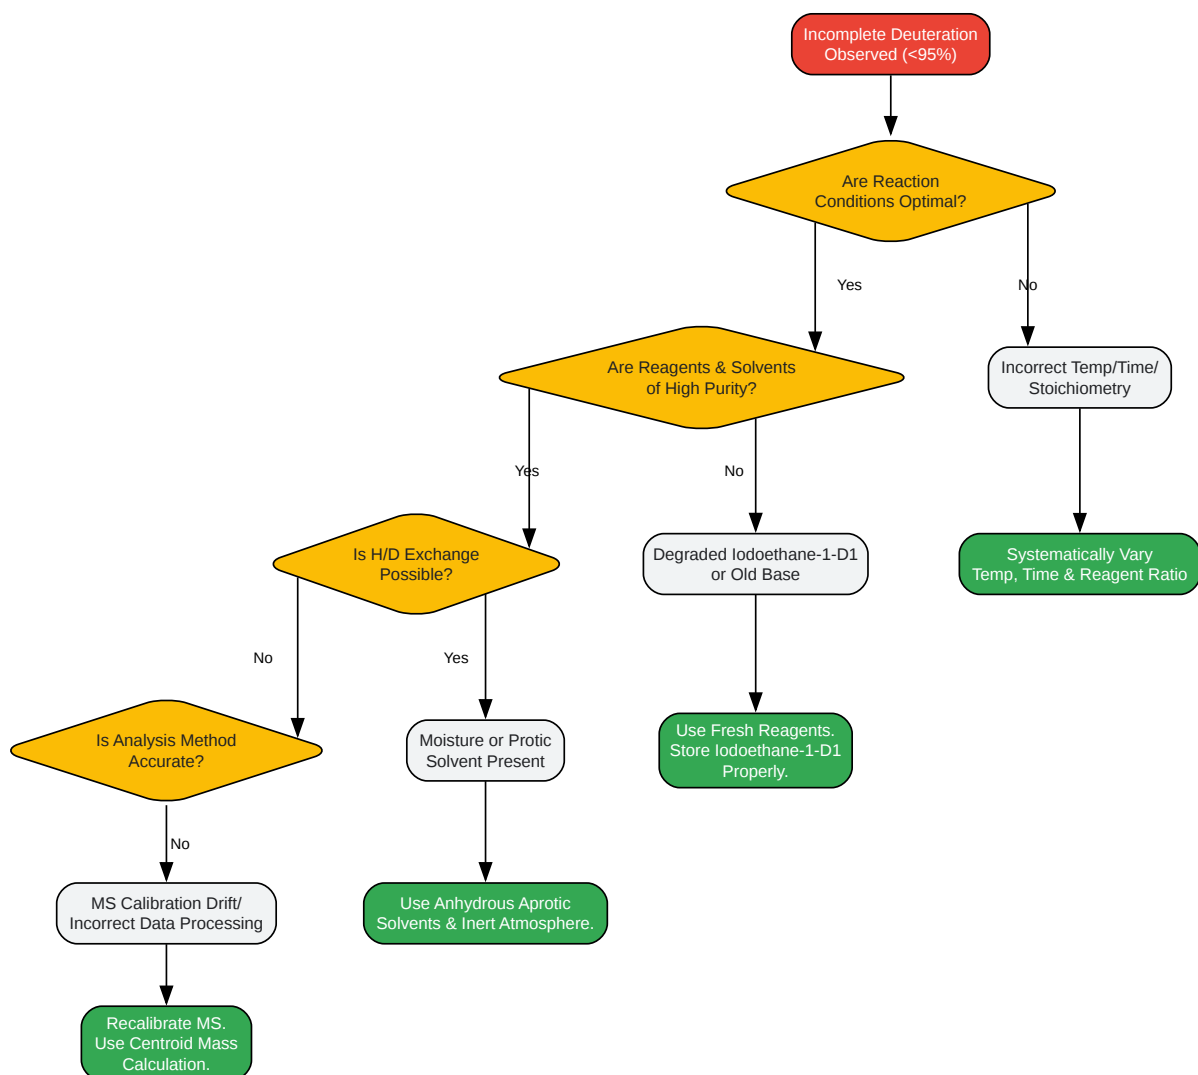 Incomplete Deuteration
Observed (<95%)
Are Reaction
Conditions Optimal?
Yes
No
Are Reagents & Solvents
of High Purity?
Incorrect Temp/Time/
Stoichiometry
Yes
No
Is H/D Exchange
Possible?
Degraded Iodoethane-1-D1
or Old Base
Systematically Vary
Temp, Time & Reagent Ratio
No
Yes
Is Analysis Method
Accurate?
Moisture or Protic
Solvent Present
Use Fresh Reagents.
Store Iodoethane-1-D1
Properly.
No
MS Calibration Drift/
Incorrect Data Processing
Use Anhydrous Aprotic
Solvents & Inert Atmosphere.
Recalibrate MS.
Use Centroid Mass
Calculation.